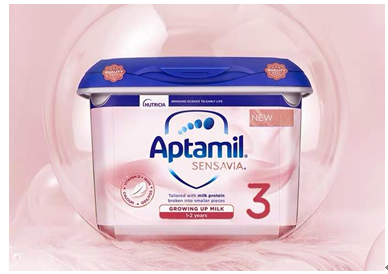 NUTRICIA
BRINGING SCIENCE TO EARLY LIFE
NEW
Aptamil®
SENSAVIA®
Tailored with milk protein
broken into smaller pieces
3
GROWING UP MILK
1-2 years